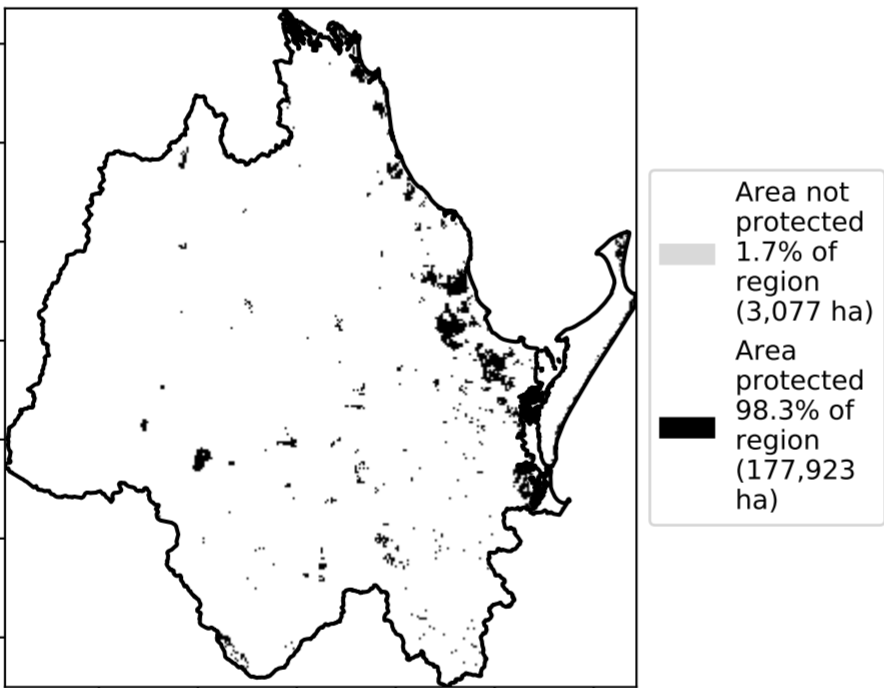 Area not
protected
1.7% of
region
(3,077 ha)
Area
protected
98.3% of
region
(177,923
ha)